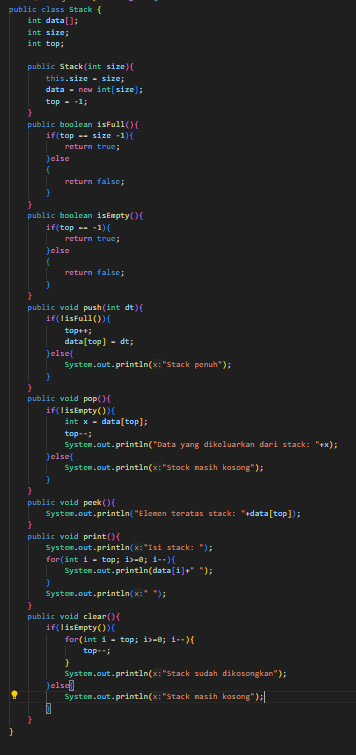 public class Stack {
    int data[];
    int size;
    int top;

    public Stack(int size){
        this.size = size;
        data = new int[size];
        top = -1;
    }
    public boolean isFull(){
        if(top == size -1){
            return true;
        }else
        {
            return false;
        }
    }
    public boolean isEmpty(){
        if(top == -1){
            return true;
        }else
        {
            return false;
        }
    }
    public void push(int dt){
        if(!isFull()){
            top++;
            data[top] = dt;
        }else{
            System.out.println(x:"Stack penuh");
        }
    }
    public void pop(){
        if(!isEmpty()){
            int x = data[top];
            top--;
            System.out.println("Data yang dikeluarkan dari stack: "+x);
        }else{
            System.out.println(x:"Stock masih kosong");
        }
    }
    public void peek(){
        System.out.println("Elemen teratas stack: "+data[top]);
    }
    public void print(){
        System.out.println(x:"Isi stack: ");
        for(int i = top; i>=0; i--){
            System.out.println(data[i]+" ");
        }
        System.out.println(x:" ");
    }
    public void clear(){
        if(!isEmpty()){
            for(int i = top; i>=0; i--){
                top--;
            }
            System.out.println(x:"Stack sudah dikosongkan");
        }else{
            System.out.println(x:"Stack masih kosong");
        }
    }
}